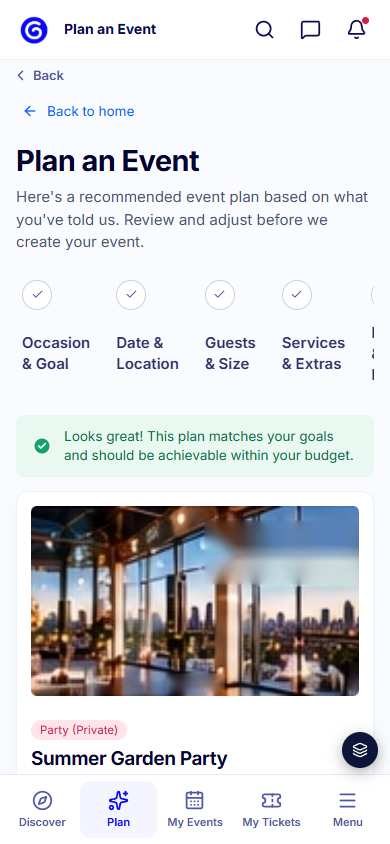 Plan an Event
Back
Back to home
Plan an Event
Here's a recommended event plan based on what
you've told us. Review and adjust before we
create your event.
Occasion
& Goal
Date &
Location
Guests
& Size
Services
& Extras
Looks great! This plan matches your goals
and should be achievable within your budget.
Party (Private)
Summer Garden Party
Discover
Plan
My Events
My Tickets
Menu